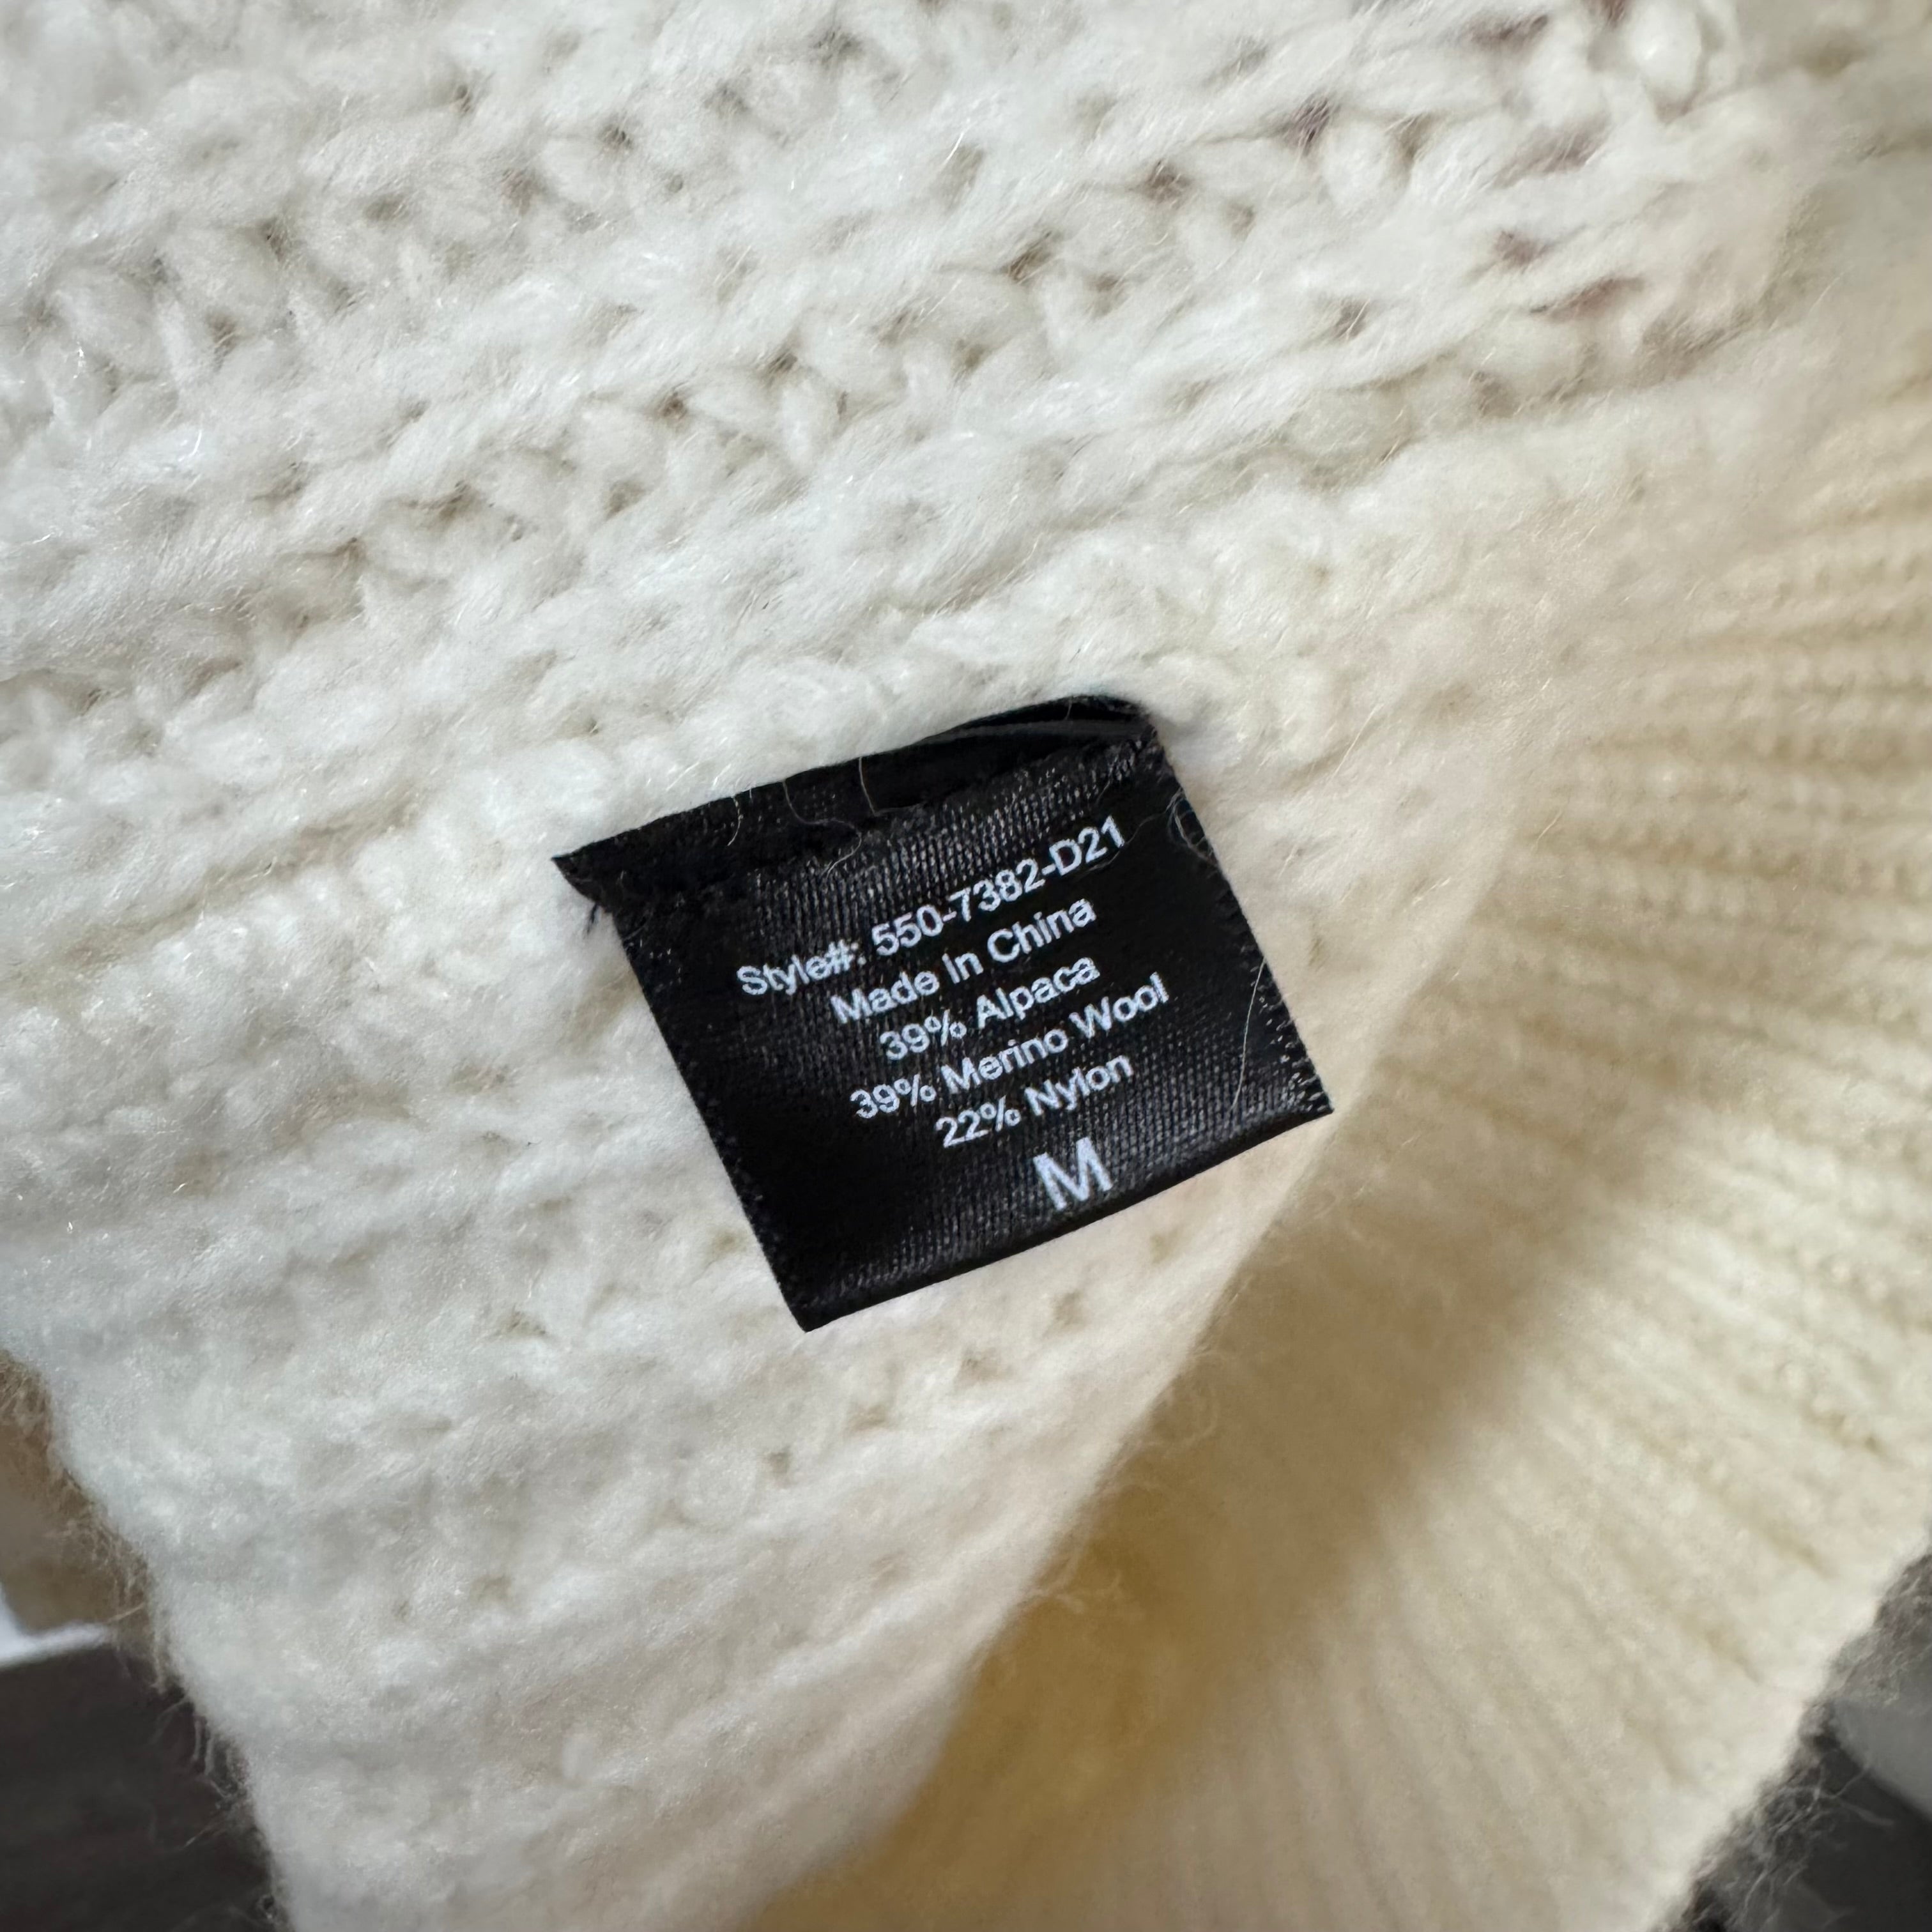 Style#: 550-7382-D21
Made In China
39% Alpaca
39% Merino Wool
22% Nylon
M